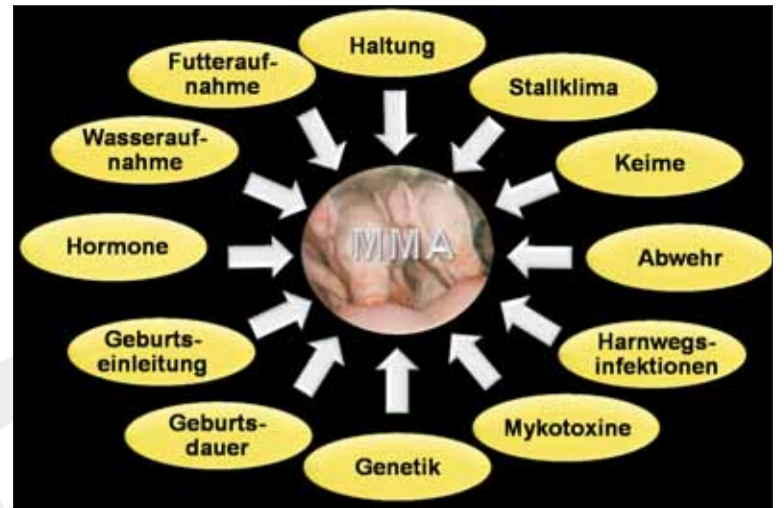 Haltung
Stallklima
Keime
Abwehr
Harnwegs-
infektionen
Mykotoxine
Genetik
Geburts-
dauer
Geburts-
einleitung
Hormone
Wasserauf-
nahme
Futterauf-
nahme
MMA